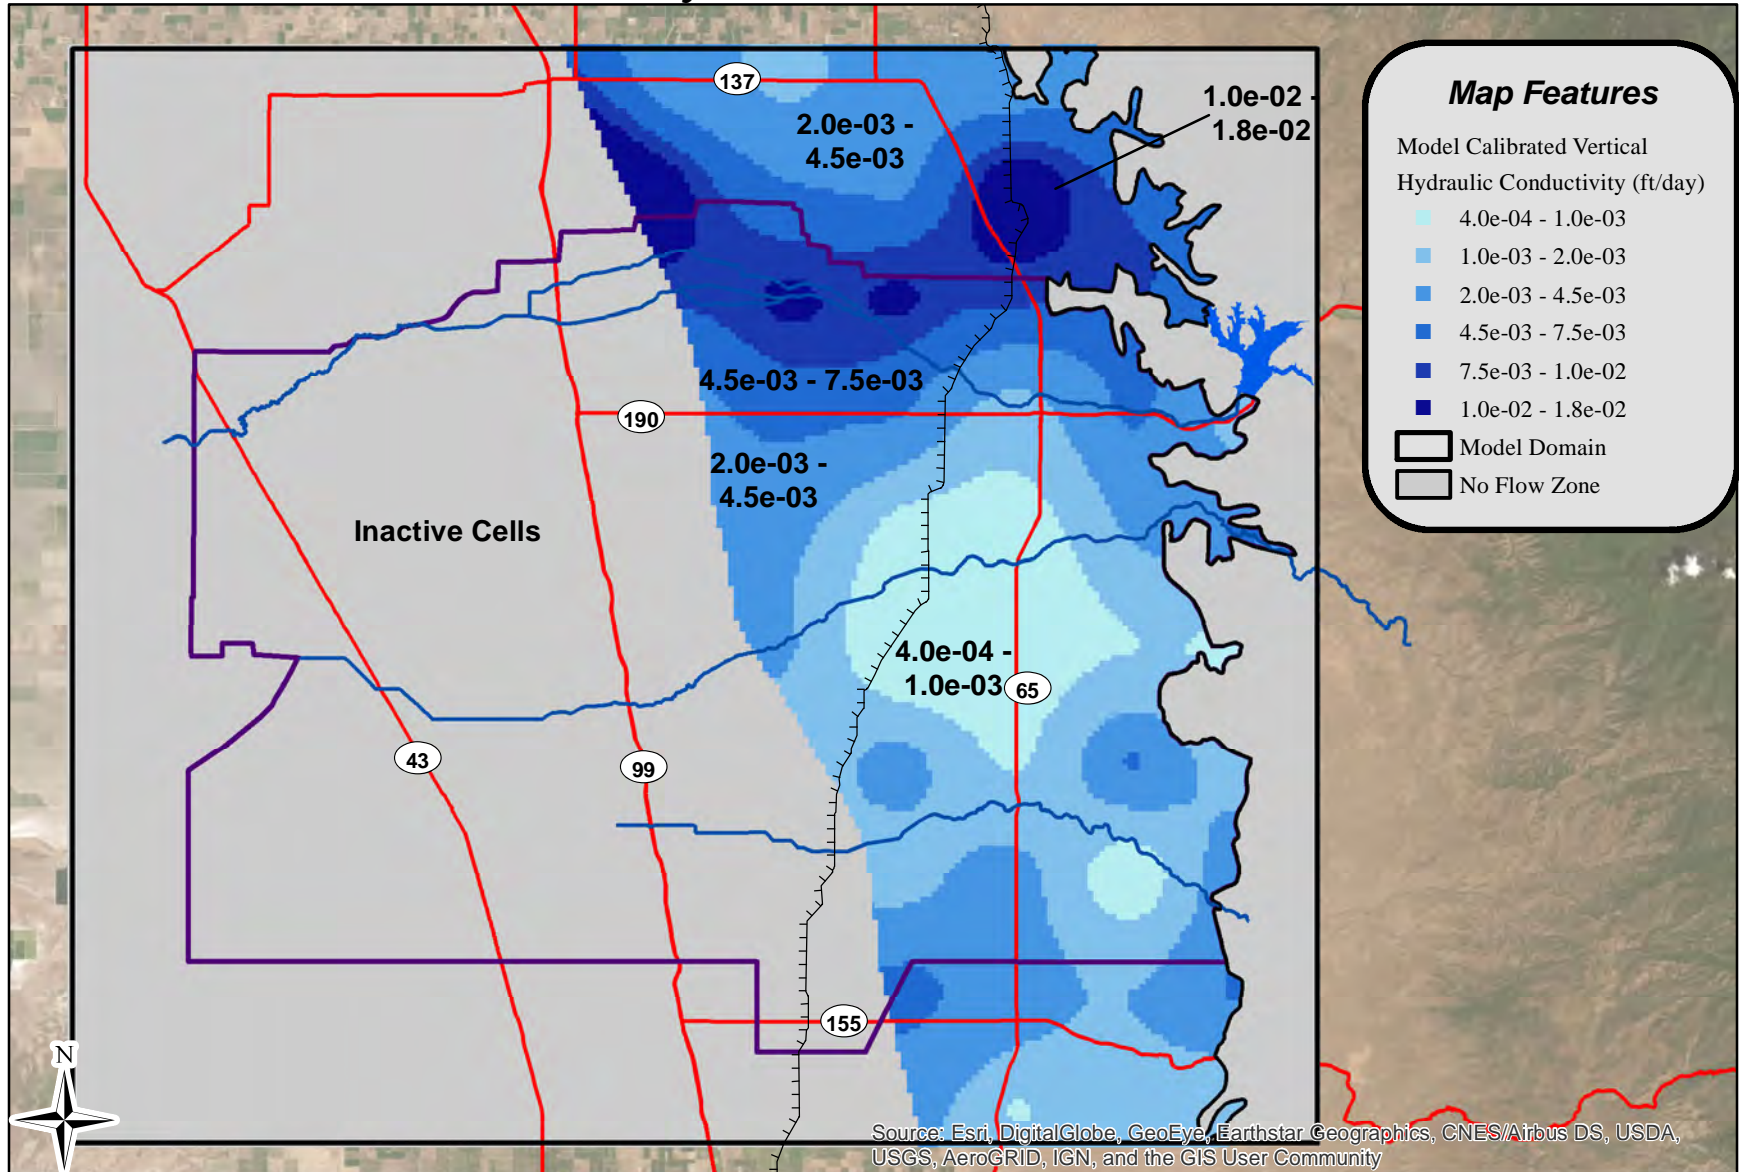 137
2.0e-03 -
4.5e-03
1.0e-02 -
1.8e-02
Map Features
Model Calibrated Vertical
Hydraulic Conductivity (ft/day)
4.0e-04 - 1.0e-03
1.0e-03 - 2.0e-03
2.0e-03 - 4.5e-03
4.5e-03 - 7.5e-03
7.5e-03 - 1.0e-02
1.0e-02 - 1.8e-02
Model Domain
No Flow Zone
4.5e-03 - 7.5e-03
190
2.0e-03 -
4.5e-03
Inactive Cells
4.0e-04 -
1.0e-03
65
43
99
155
N
Source: Esri, DigitalGlobe, GeoEye, Earthstar Geographics, CNES/Airbus DS, USDA,
USGS, AeroGRID, IGN, and the GIS User Community